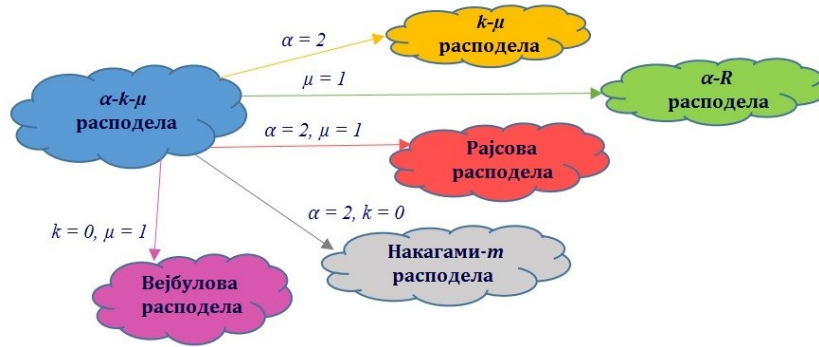 k-μ
расподела
α = 2
α-k-μ
расподела
μ = 1
α-R
расподела
α = 2, μ = 1
Рајсова
расподела
k = 0, μ = 1
α = 2, k = 0
Накагами-m
расподела
Вејбулова
расподела